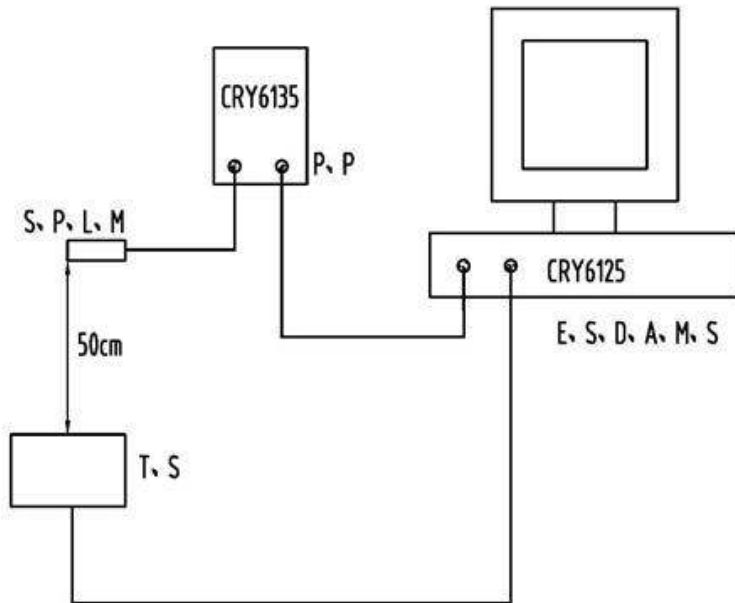 CRY6135
P、P
S、P、L、M
CRY6125
E、S、D、A、M、S
50cm
T、S